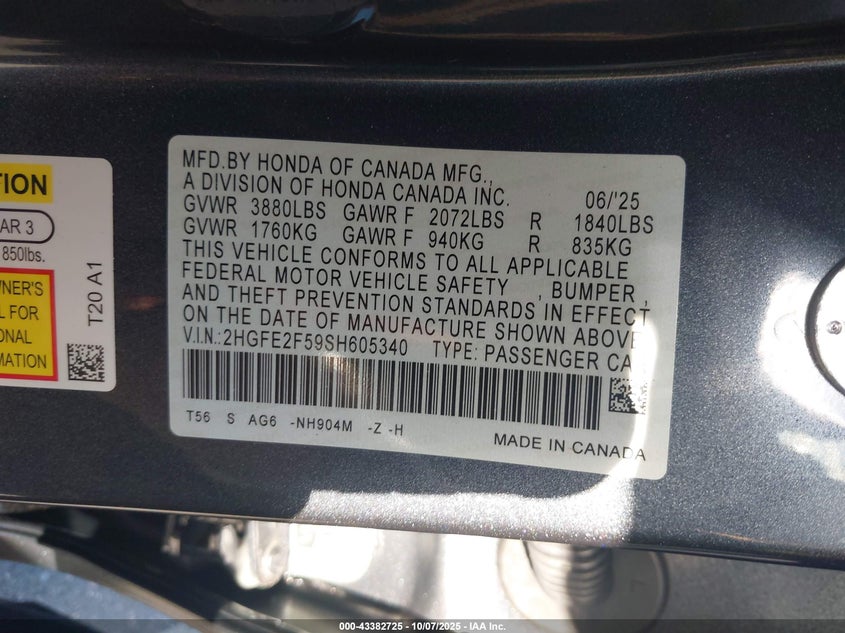 TION
AR 3
850lbs.
WNER'S
L FOR
ONAL
MATION
T20 A1
MFD.BY HONDA OF CANADA MFG.,
A DIVISION OF HONDA CANADA INC. 06/'25
GVWR 3880LBS GAWR F 2072LBS R 1840LBS
GVWR 1760KG GAWR F 940KG R 835KG
THIS VEHICLE CONFORMS TO ALL APPLICABLE
FEDERAL MOTOR VEHICLE SAFETY , BUMPER ,
AND THEFT PREVENTION STANDARDS IN EFFECT
ON THE DATE OF MANUFACTURE SHOWN ABOVE
V.I.N.:2HGFE2F59SH605340 TYPE: PASSENGER CA
T56 S AG6 -NH904M -Z -H
MADE IN CANADA
000-43382725 - 10/07/2025 - IAA Inc.